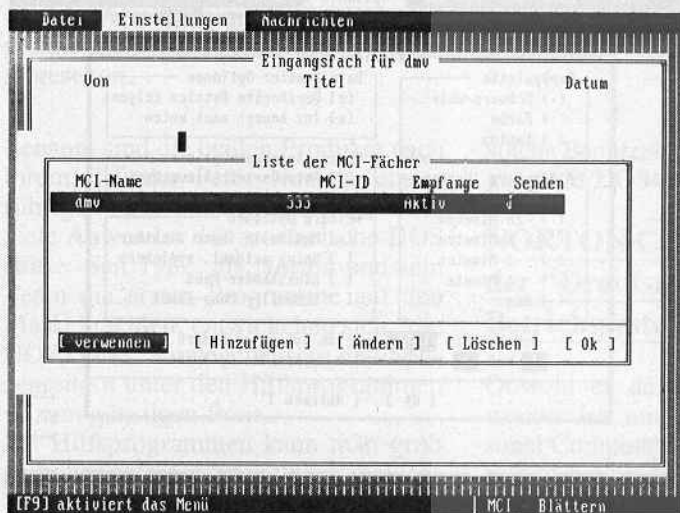 Datei Einstellungen Nachrichten
Eingangsfach für dmv
Von Titel Datum
Liste der MCI-Fächer
MCI-Name MCI-ID Empfänge Senden
dmv 555 Aktiv J
[ Verwenden ] [ Hinzufügen ] [ Ändern ] [ Löschen ] [ Ok ]
[F9] aktiviert das Menü MCI Blättern